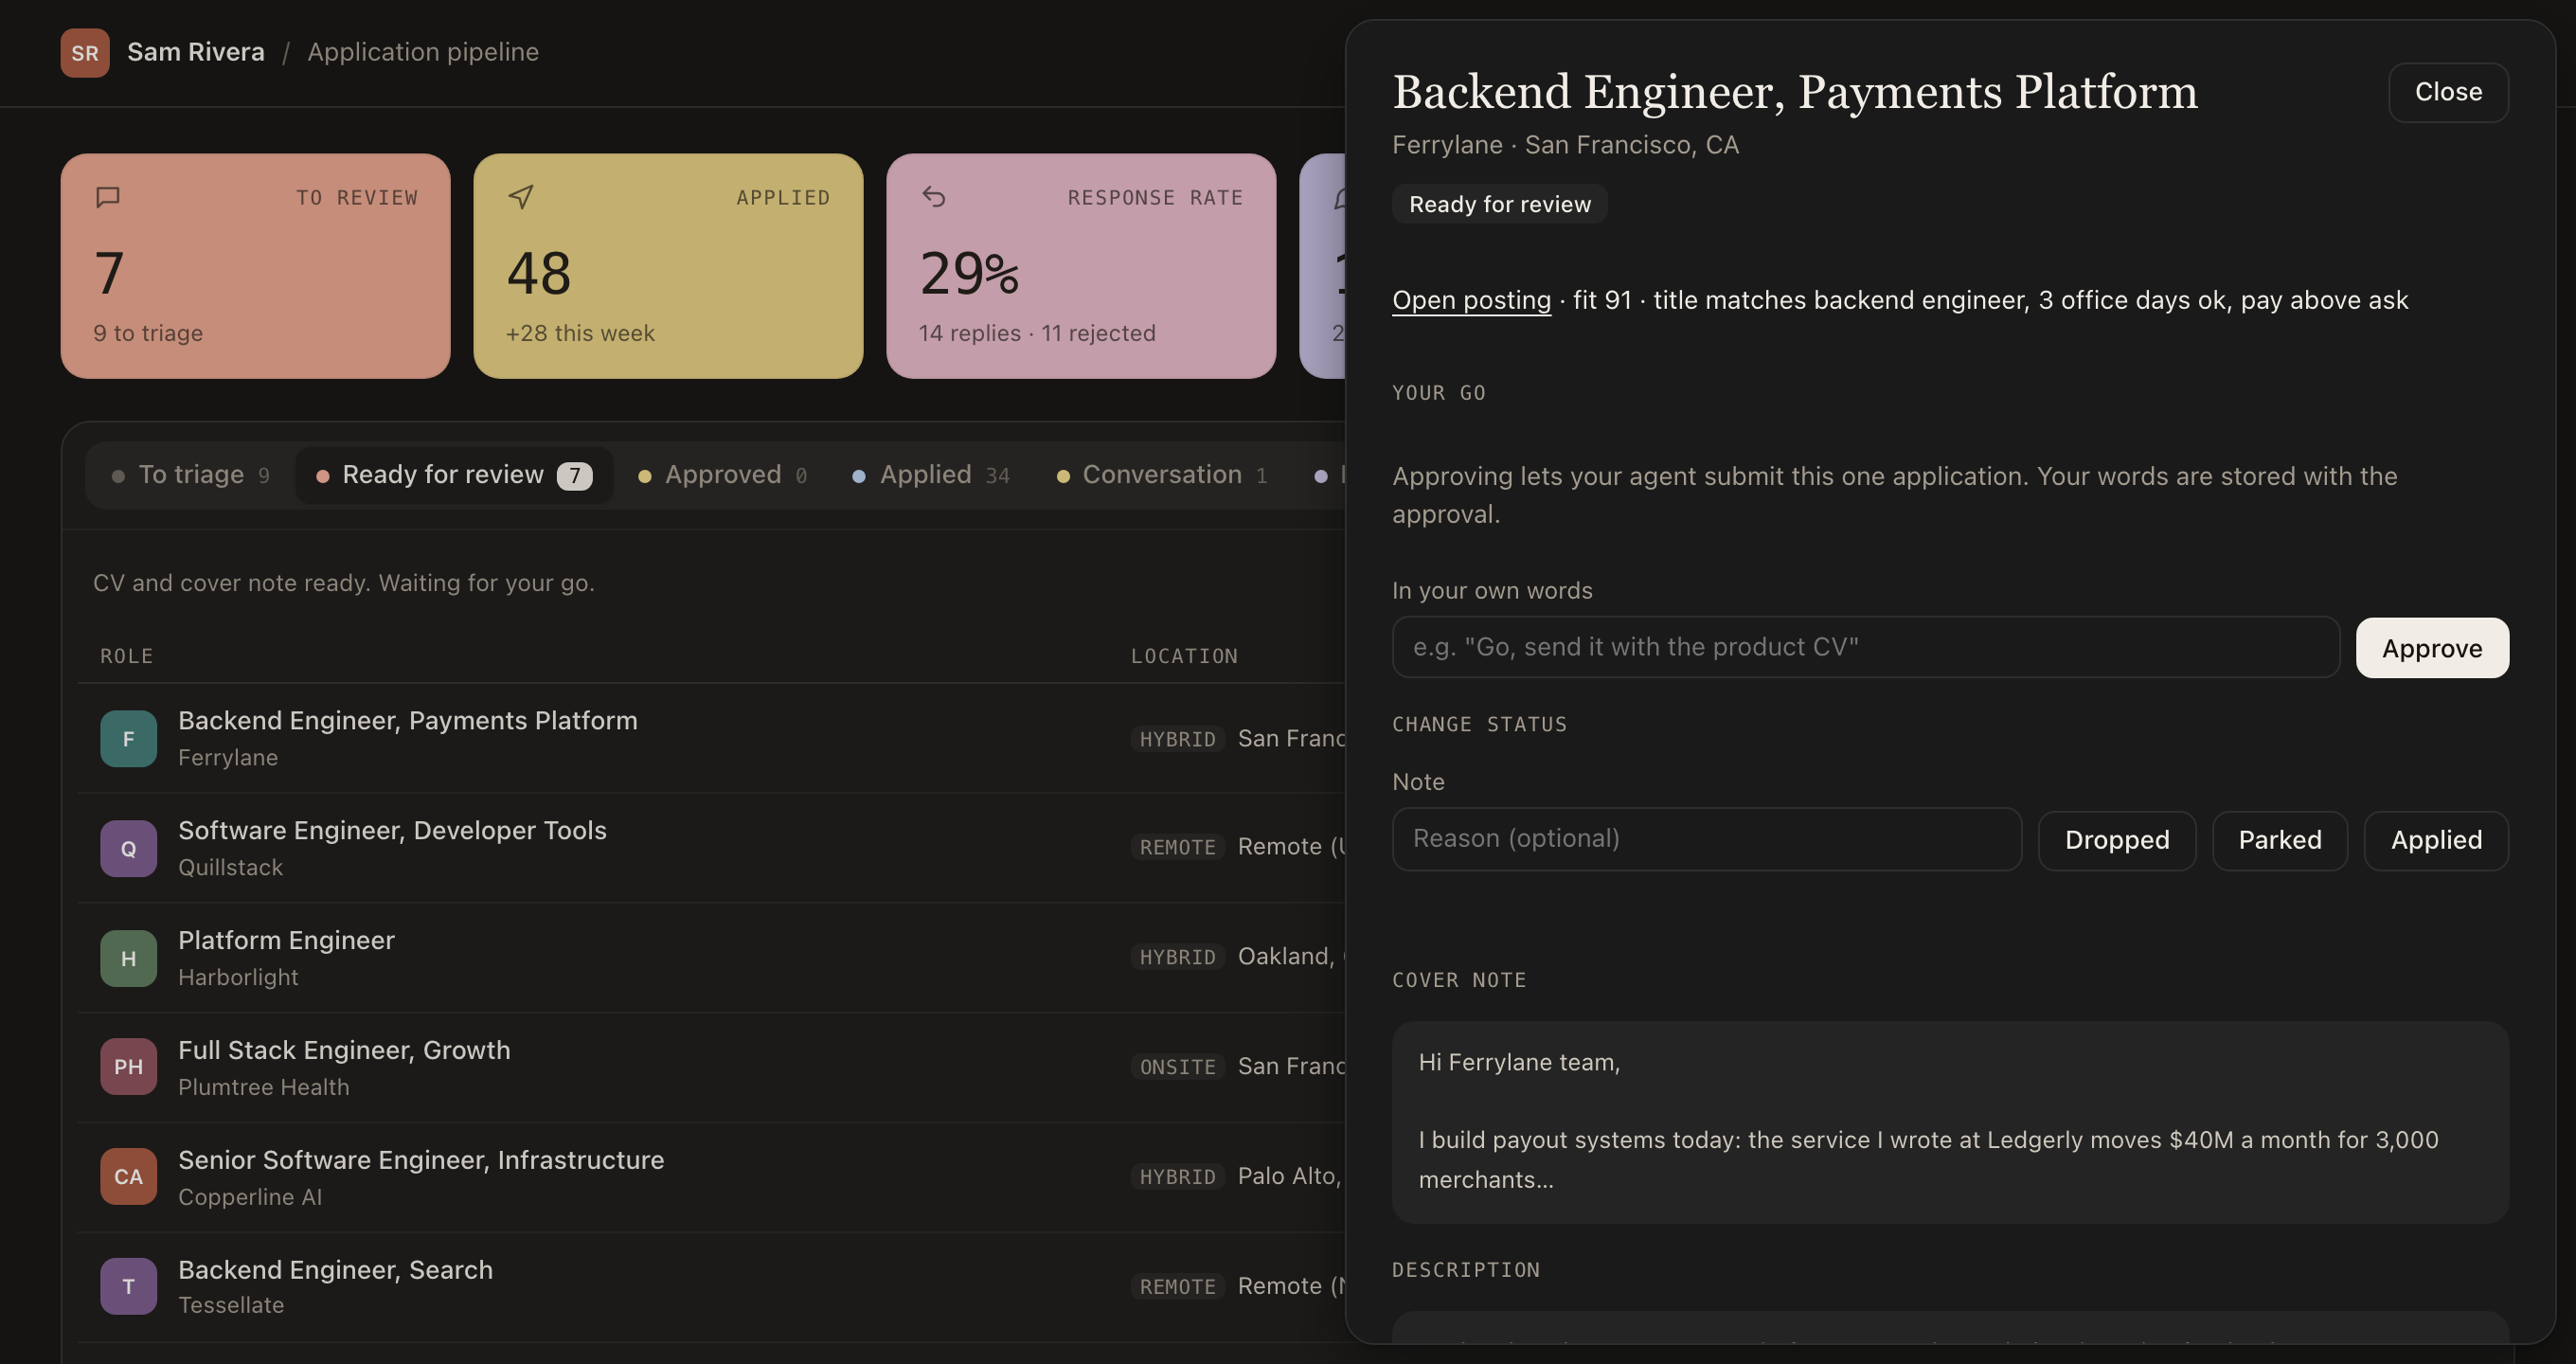 SR Sam Rivera / Application pipeline
TO REVIEW
7
9 to triage
APPLIED
48
+28 this week
RESPONSE RATE
29%
14 replies · 11 rejected
To triage 9
Ready for review 7
Approved 0
Applied 34
Conversation 1
CV and cover note ready. Waiting for your go.
ROLE LOCATION
F Backend Engineer, Payments Platform
Ferrylane
HYBRID San Franc
Q Software Engineer, Developer Tools
Quillstack
REMOTE Remote
H Platform Engineer
Harborlight
HYBRID Oakland,
PH Full Stack Engineer, Growth
Plumtree Health
ONSITE San Franc
CA Senior Software Engineer, Infrastructure
Copperline AI
HYBRID Palo Alto,
T Backend Engineer, Search
Tessellate
REMOTE Remote
Backend Engineer, Payments Platform
Close
Ferrylane · San Francisco, CA
Ready for review
Open posting · fit 91 · title matches backend engineer, 3 office days ok, pay above ask
YOUR GO
Approving lets your agent submit this one application. Your words are stored with the
approval.
In your own words
e.g. "Go, send it with the product CV"
Approve
CHANGE STATUS
Note
Reason (optional)
Dropped
Parked
Applied
COVER NOTE
Hi Ferrylane team,
I build payout systems today: the service I wrote at Ledgerly moves $40M a month for 3,000
merchants...
DESCRIPTION